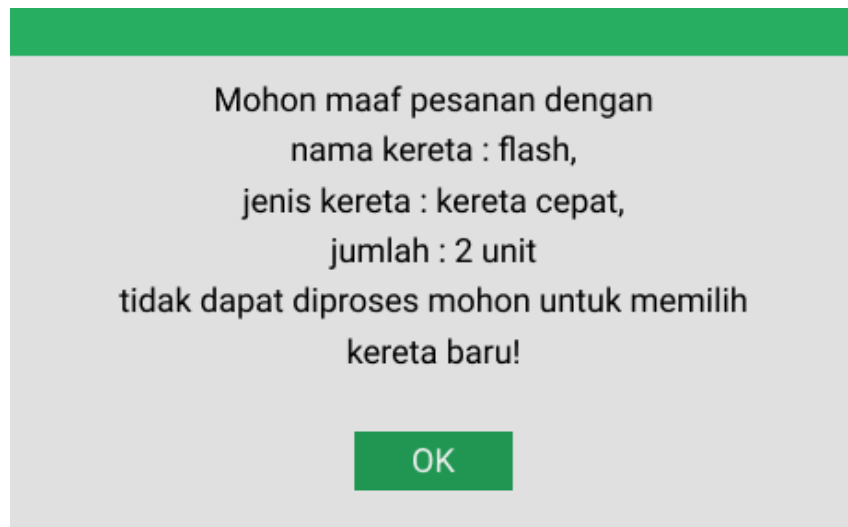 Mohon maaf pesanan dengan
nama kereta : flash,
jenis kereta : kereta cepat,
jumlah : 2 unit
tidak dapat diproses mohon untuk memilih
kereta baru!
OK